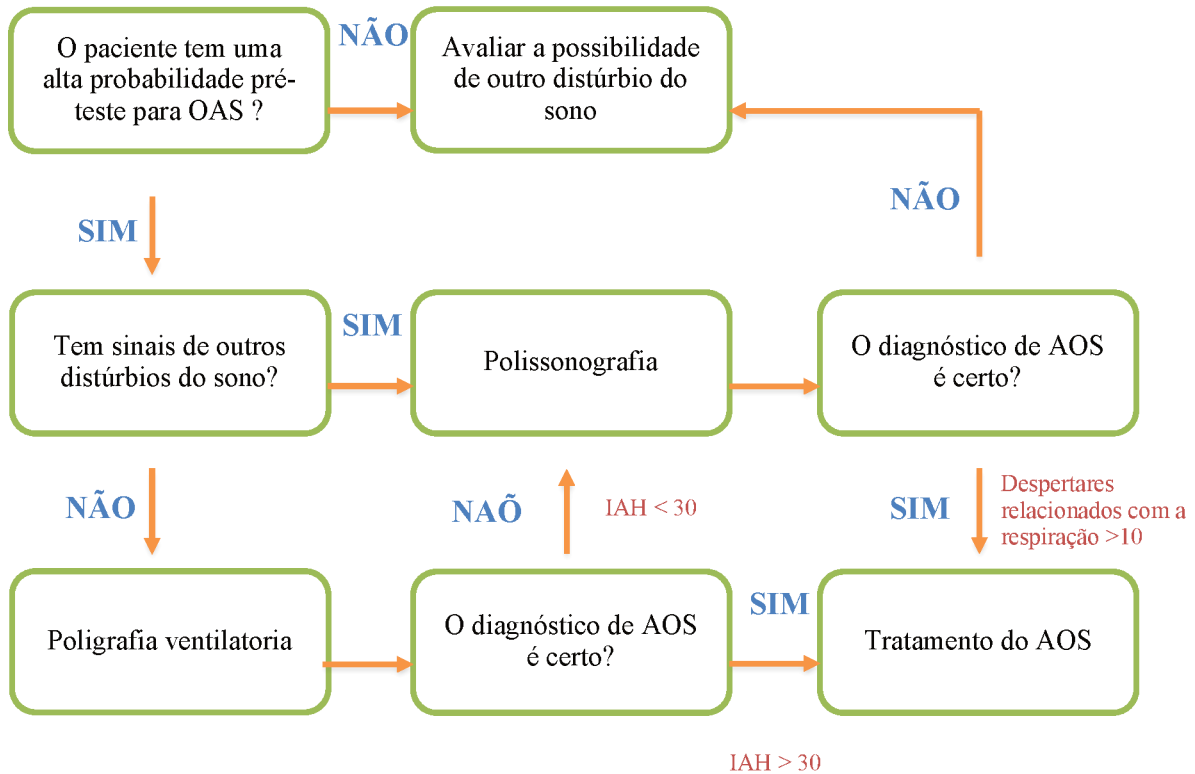 O paciente tem uma
alta probabilidade pré-
teste para OAS ?
NÃO
Avaliar a possibilidade
de outro distúrbio do
sono
NÃO
SIM
Tem sinais de outros
distúrbios do sono?
SIM
Polissonografia
O diagnóstico de AOS
é certo?
NÃO
NAÕ
IAH < 30
SIM
Despertares
relacionados com a
respiração >10
Poligrafia ventilatoria
O diagnóstico de AOS
é certo?
SIM
Tratamento do AOS
IAH > 30